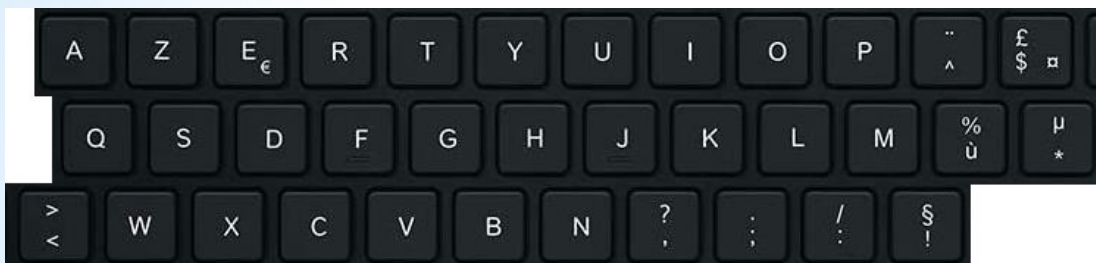 A Z E € R T Y U I O P ¨ ^ £ $ ¤
Q S D F G H J K L M % ù µ *
> < W X C V B N ? , . ; / : § !